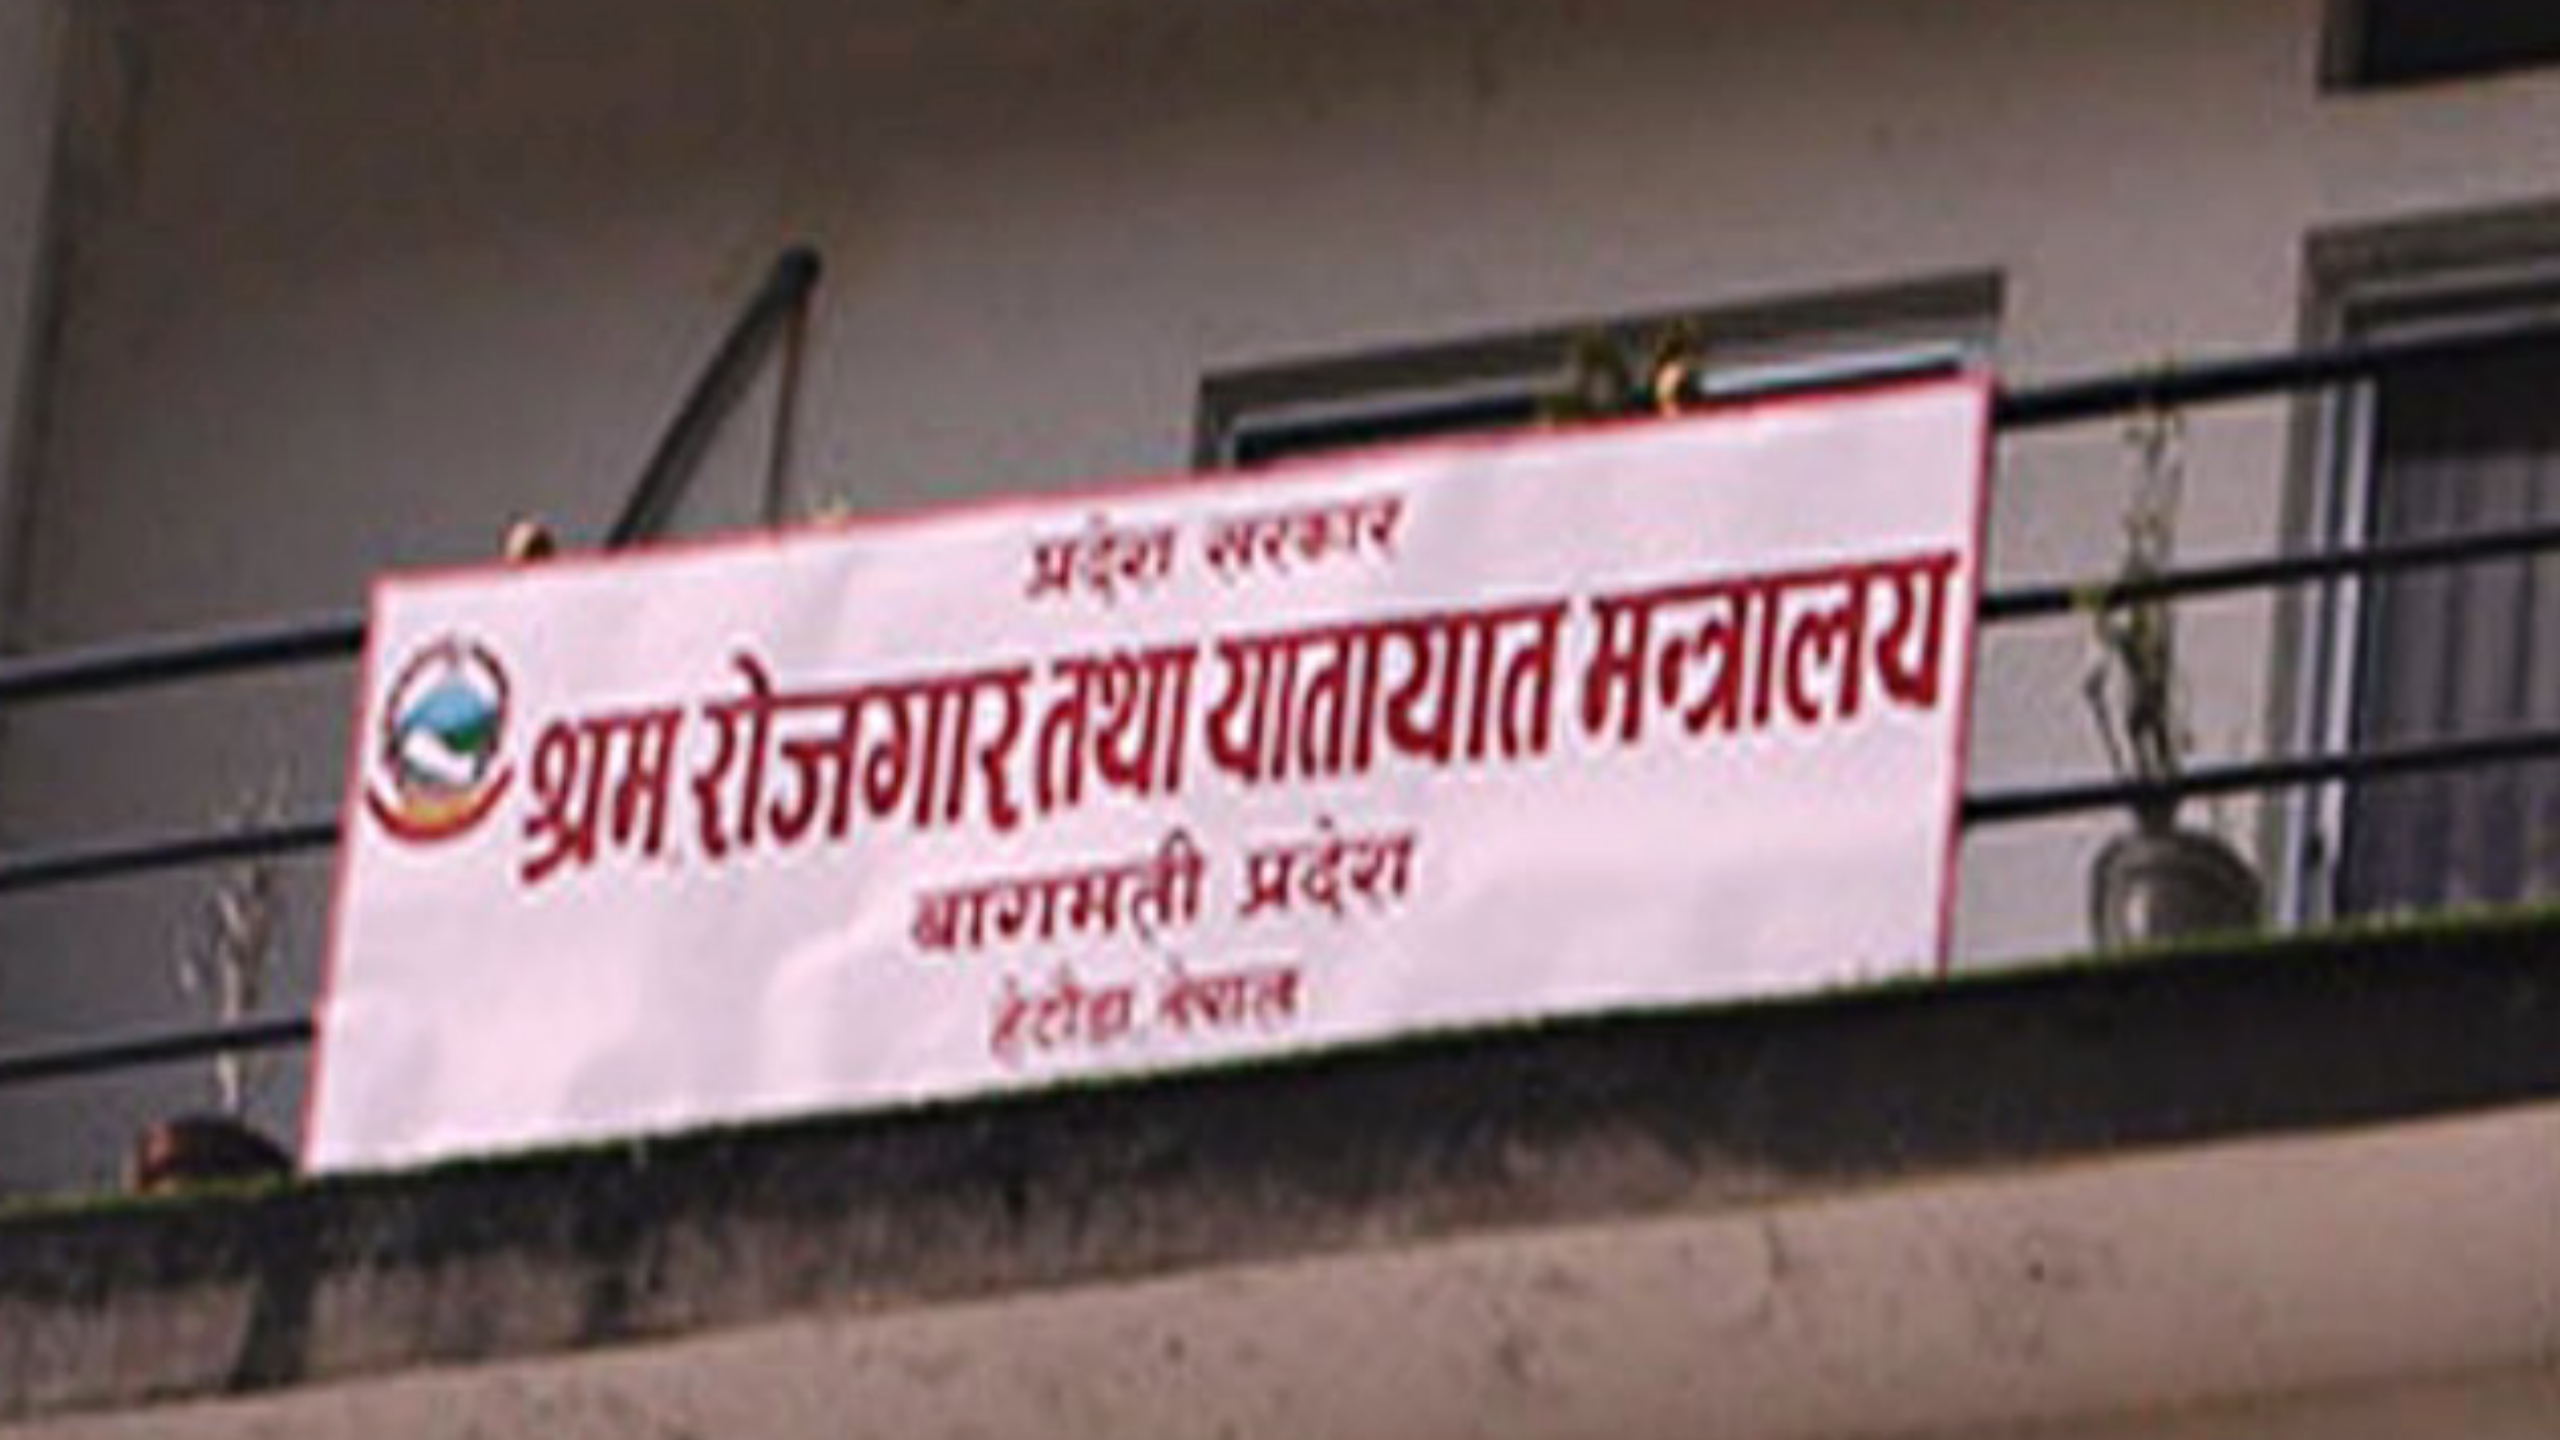 प्रदेश सरकार
श्रम, रोजगार तथा यातायात मन्त्रालय
बागमती प्रदेश
हेटौडा, नेपाल